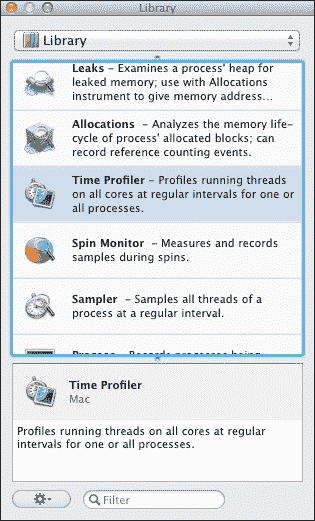 Library
Library
Leaks – Examines a process' heap for
leaked memory; use with Allocations
instrument to give memory address...
Allocations – Analyzes the memory life-
cycle of process' allocated blocks; can
record reference counting events.
Time Profiler – Profiles running threads
on all cores at regular intervals for one or
all processes.
Spin Monitor – Measures and records
samples during spins.
Sampler – Samples all threads of a
process at a regular interval.
Process – Records processes being
Time Profiler
Mac
Profiles running threads on all cores at regular
intervals for one or all processes.
Filter